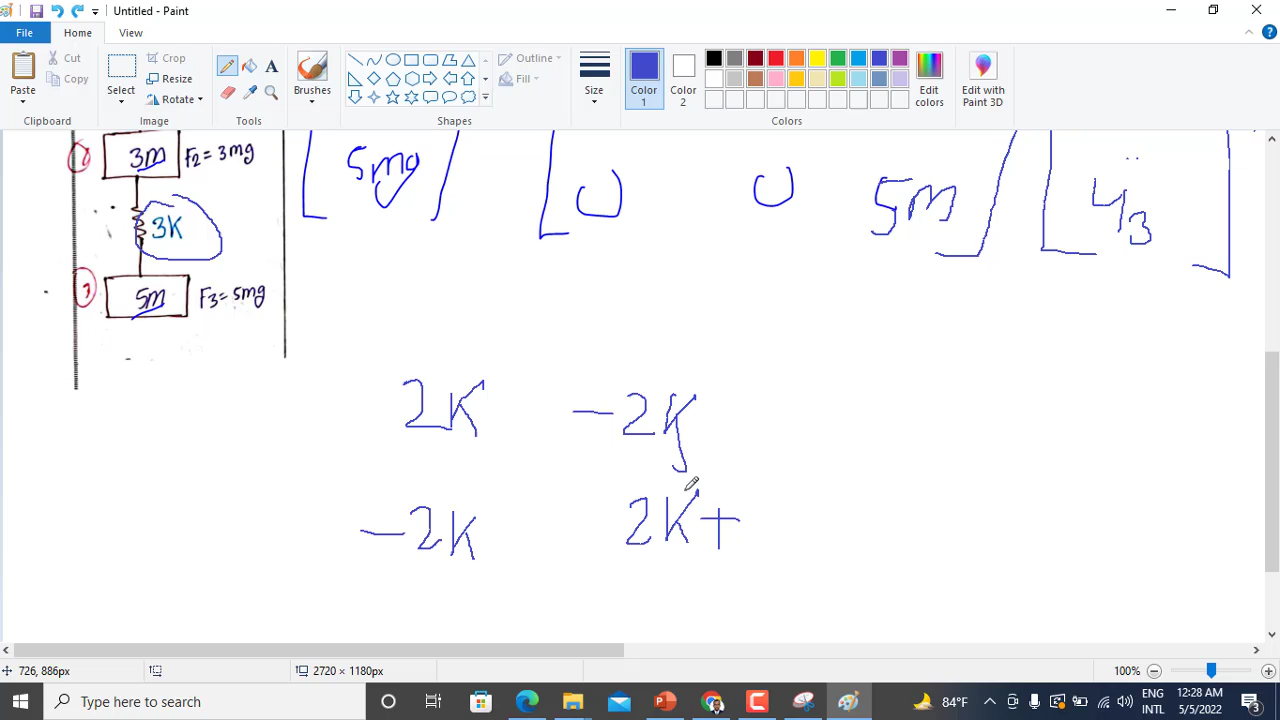 Untitled - Paint
File Home View
Paste Cut Copy Clipboard
Select Crop Resize Rotate Image
A Tools
Brushes
Outline Fill Shapes
Size
Color 1
Color 2
Edit colors
Edit with Paint 3D
Colors
3m F2 = 3mg
3K
5m F3 = 5mg
5mg
0 0 5m
3
2K -2K
-2K 2K+
726, 886px 2720 × 1180px 100%
Type here to search
84°F ENG INTL 12:28 AM 5/5/2022 3